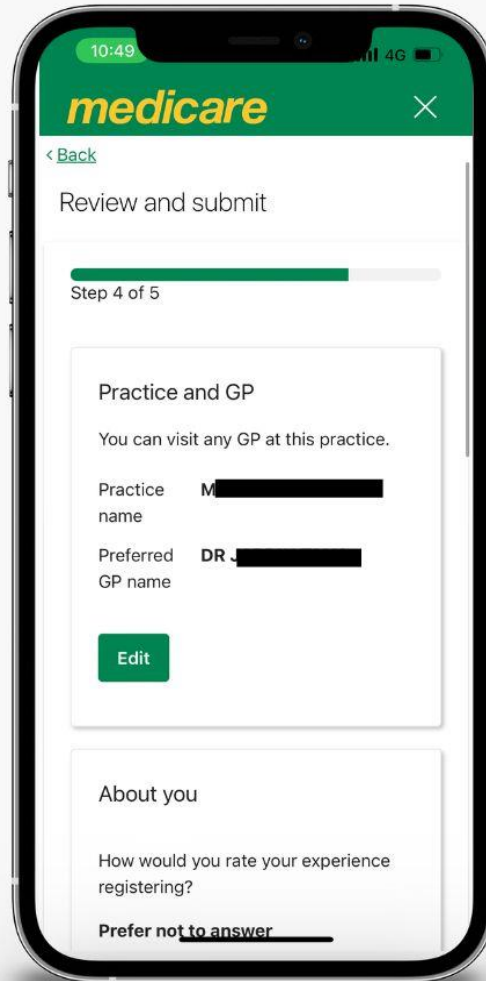 10:49
4G
medicare
< Back
Review and submit
Step 4 of 5
Practice and GP
You can visit any GP at this practice.
Practice name M
Preferred GP name DR J
Edit
About you
How would you rate your experience
registering?
Prefer not to answer